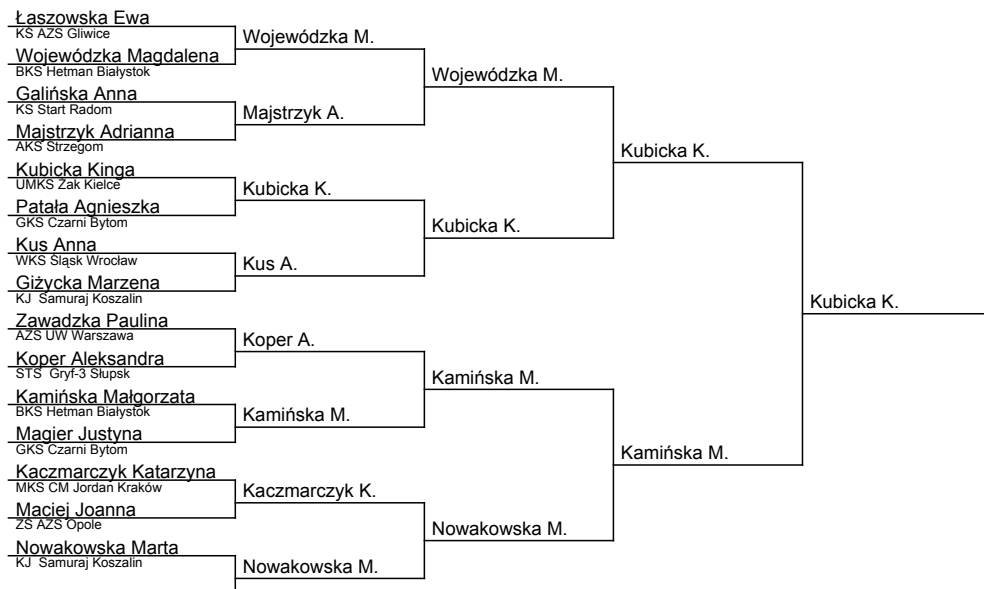 Łaszowska Ewa
KS AZS Gliwice
Wojewódzka Magdalena
BKS Hetman Białystok
Galińska Anna
KS Start Radom
Majstrzyk Adrianna
AKS Strzegom
Kubicka Kinga
UMKS Żak Kielce
Patała Agnieszka
GKS Czarni Bytom
Kus Anna
WKS Śląsk Wrocław
Giżycka Marzena
KJ Samuraj Koszalin
Zawadzka Paulina
AZS UW Warszawa
Koper Aleksandra
STS Gryf-3 Słupsk
Kamińska Małgorzata
BKS Hetman Białystok
Magier Justyna
GKS Czarni Bytom
Kaczmarczyk Katarzyna
MKS CM Jordan Kraków
Maciej Joanna
ZS AZS Opole
Nowakowska Marta
KJ Samuraj Koszalin
Wojewódzka M.
Majstrzyk A.
Kubicka K.
Kus A.
Koper A.
Kamińska M.
Kaczmarczyk K.
Nowakowska M.
Wojewódzka M.
Kubicka K.
Kamińska M.
Nowakowska M.
Kubicka K.
Kamińska M.
Kubicka K.